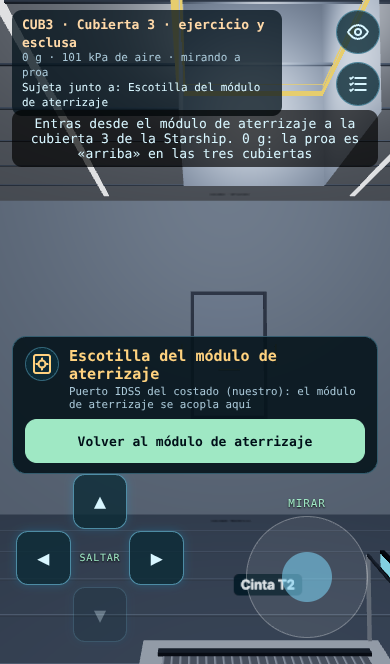 CUB3 · Cubierta 3 · ejercicio y
esclusa
0 g · 101 kPa de aire · mirando a
proa
Sujeta junto a: Escotilla del módulo
de aterrizaje
Entras desde el módulo de aterrizaje a la
cubierta 3 de la Starship. 0 g: la proa es
«arriba» en las tres cubiertas
Escotilla del módulo de
aterrizaje
Puerto IDSS del costado (nuestro): el módulo
de aterrizaje se acopla aquí
Volver al módulo de aterrizaje
MIRAR
SALTAR
Cinta T2